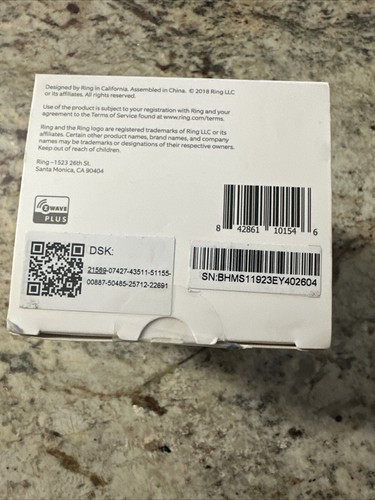 Designed by Ring in California. Assembled in China. © 2018 Ring LLC
or its affiliates. All rights reserved.
Use of the product is subject to your registration with Ring and your
agreement to the Terms of Service found at www.ring.com/terms.
Ring and the Ring logo are registered trademarks of Ring LLC or its
affiliates. Certain other product names, brand names, and company
names may be trademarks or designations of their respective owners.
Keep out of reach of children.
Ring –1523 26th St.
Santa Monica, CA 90404
Z WAVE
PLUS
8 42861 10154 6
DSK:
21569-07427-43511-51155-
00887-50485-25712-22691
SN:BHMS11923EY402604